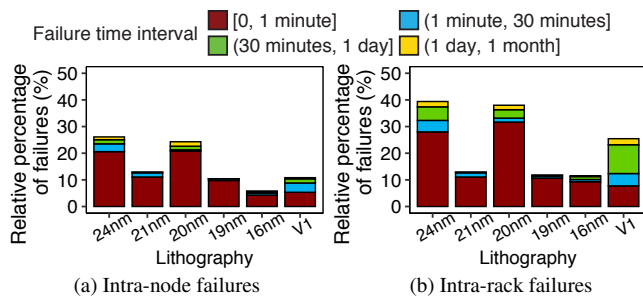 Failure time interval
[0, 1 minute]
(1 minute, 30 minutes]
(30 minutes, 1 day]
(1 day, 1 month]
Relative percentage
of failures (%)
50
40
30
20
10
0
24nm
21nm
20nm
19nm
16nm
V1
Lithography
(a) Intra-node failures
Relative percentage
of failures (%)
50
40
30
20
10
0
24nm
21nm
20nm
19nm
16nm
V1
Lithography
(b) Intra-rack failures